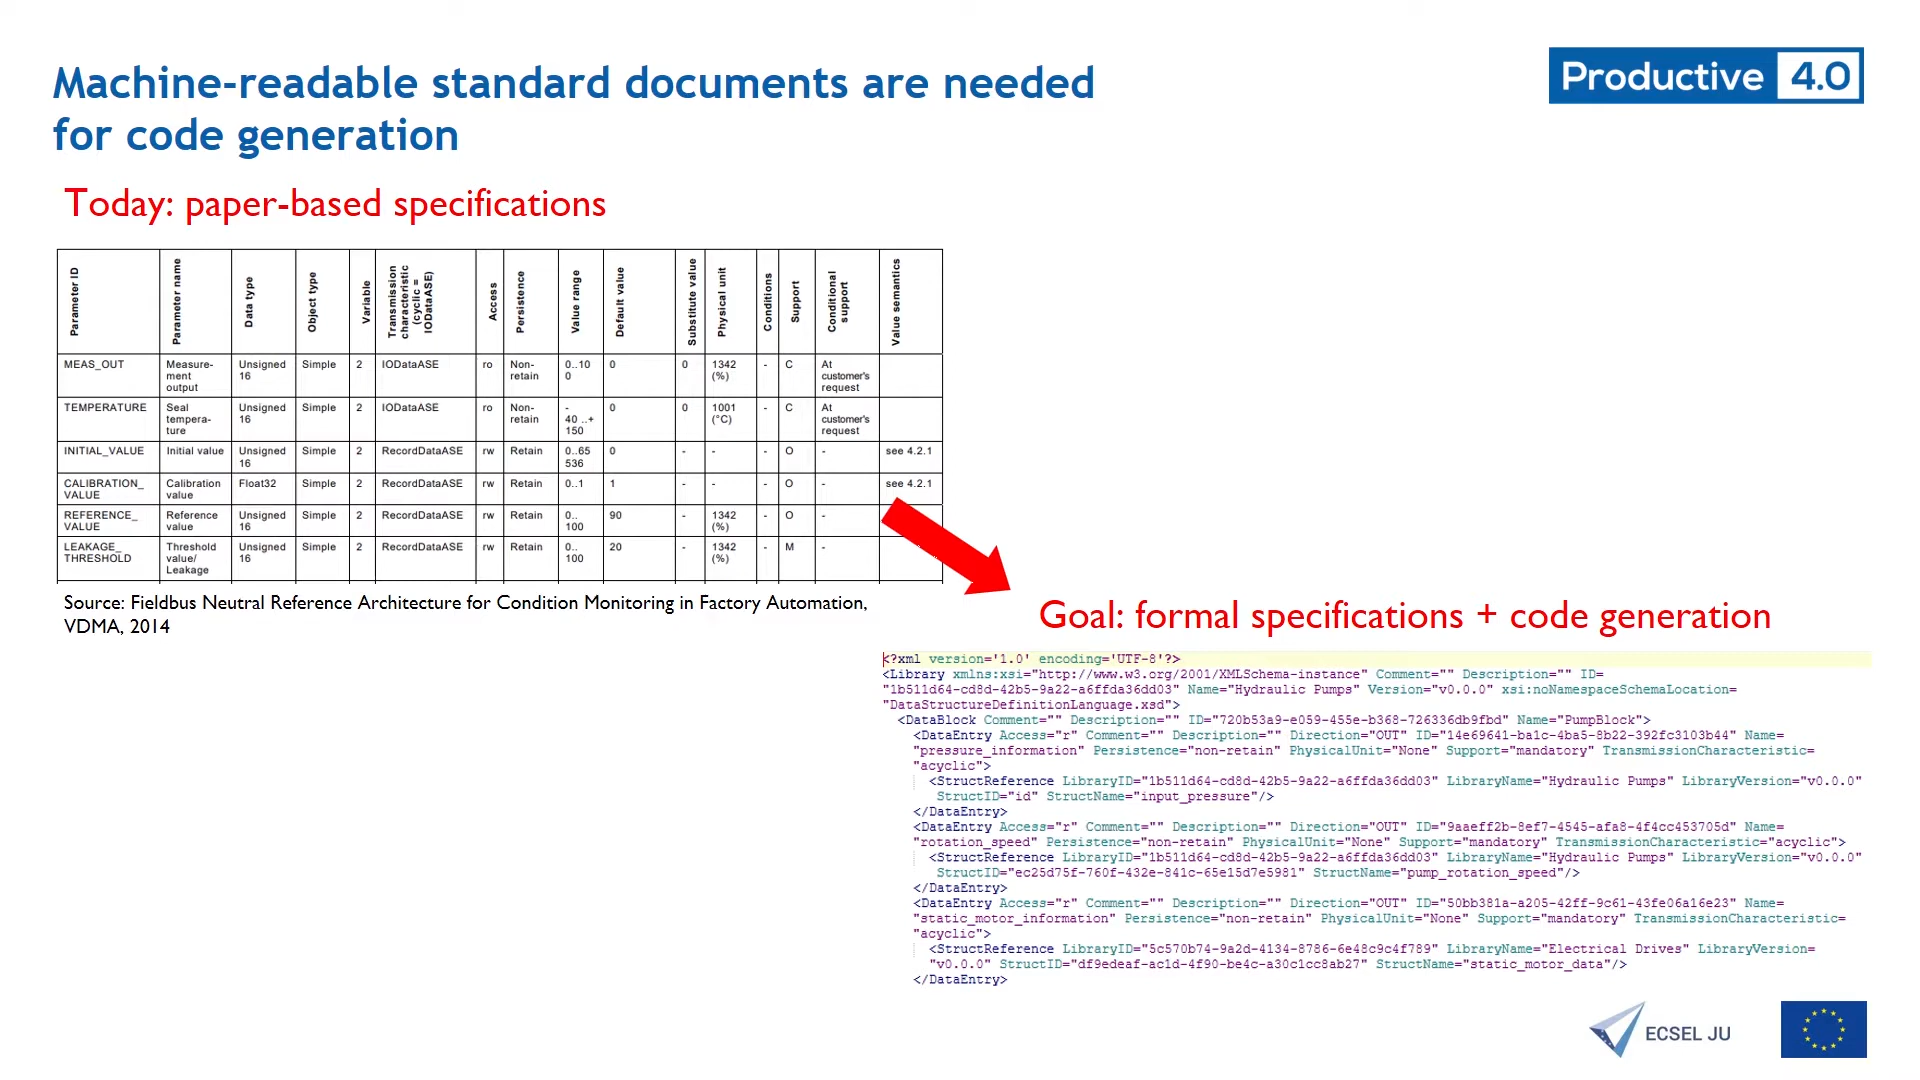 Machine-readable standard documents are needed
for code generation
Productive 4.0
Today: paper-based specifications
Parameter ID
Parameter name
Data type
Object type
Variable
Transmission
characteristic
(cyclic =
IODataASE)
Access
Persistence
Value range
Default value
Substitute value
Physical unit
Conditions
Support
Conditional
support
Value semantics
MEAS_OUT Measure- Unsigned Simple 2 IODataASE ro Non- 0..10 0 0 1342 - C At
ment 16 retain 0 (%) customer's
output request
TEMPERATURE Seal Unsigned Simple 2 IODataASE ro Non- - 0 0 1001 - C At
tempera- 16 retain 40 ..+ (°C) customer's
ture 150 request
INITIAL_VALUE Initial value Unsigned Simple 2 RecordDataASE rw Retain 0..65 0 - - - O - see 4.2.1
16 536
CALIBRATION_ Calibration Float32 Simple 2 RecordDataASE rw Retain 0..1 1 - - - O - see 4.2.1
VALUE value
REFERENCE_ Reference Unsigned Simple 2 RecordDataASE rw Retain 0.. 90 - 1342 - O -
VALUE value 16 100 (%)
LEAKAGE_ Threshold Unsigned Simple 2 RecordDataASE rw Retain 0.. 20 - 1342 - M -
THRESHOLD value/ 16 100 (%)
Leakage
Source: Fieldbus Neutral Reference Architecture for Condition Monitoring in Factory Automation,
VDMA, 2014
Goal: formal specifications + code generation
<?xml version='1.0' encoding='UTF-8'?>
<Library xmlns:xsi="http://www.w3.org/2001/XMLSchema-instance" Comment="" Description="" ID=
"1b511d64-cd8d-42b5-9a22-a6ffda36dd03" Name="Hydraulic Pumps" Version="v0.0.0" xsi:noNamespaceSchemaLocation=
"DataStructureDefinitionLanguage.xsd">
<DataBlock Comment="" Description="" ID="720b53a9-e059-455e-b368-726336db9fbd" Name="PumpBlock">
<DataEntry Access="r" Comment="" Description="" Direction="OUT" ID="14e69641-ba1c-4ba5-8b22-392fc3103b44" Name=
"pressure_information" Persistence="non-retain" PhysicalUnit="None" Support="mandatory" TransmissionCharacteristic=
"acyclic">
<StructReference LibraryID="1b511d64-cd8d-42b5-9a22-a6ffda36dd03" LibraryName="Hydraulic Pumps" LibraryVersion="v0.0.0"
StructID="id" StructName="input_pressure"/>
</DataEntry>
<DataEntry Access="r" Comment="" Description="" Direction="OUT" ID="9aaeff2b-8ef7-4545-afa8-4f4cc453705d" Name=
"rotation_speed" Persistence="non-retain" PhysicalUnit="None" Support="mandatory" TransmissionCharacteristic="acyclic">
<StructReference LibraryID="1b511d64-cd8d-42b5-9a22-a6ffda36dd03" LibraryName="Hydraulic Pumps" LibraryVersion="v0.0.0"
StructID="ec25d75f-760f-432e-841c-65e15d7e5981" StructName="pump_rotation_speed"/>
</DataEntry>
<DataEntry Access="r" Comment="" Description="" Direction="OUT" ID="50bb381a-a205-42ff-9c61-43fe06a16e23" Name=
"static_motor_information" Persistence="non-retain" PhysicalUnit="None" Support="mandatory" TransmissionCharacteristic=
"acyclic">
<StructReference LibraryID="5c570b74-9a2d-4134-8786-6e48c9c4f789" LibraryName="Electrical Drives" LibraryVersion=
"v0.0.0" StructID="df9edeaf-ac1d-4f90-be4c-a30c1cc8ab27" StructName="static_motor_data"/>
</DataEntry>
ECSEL JU